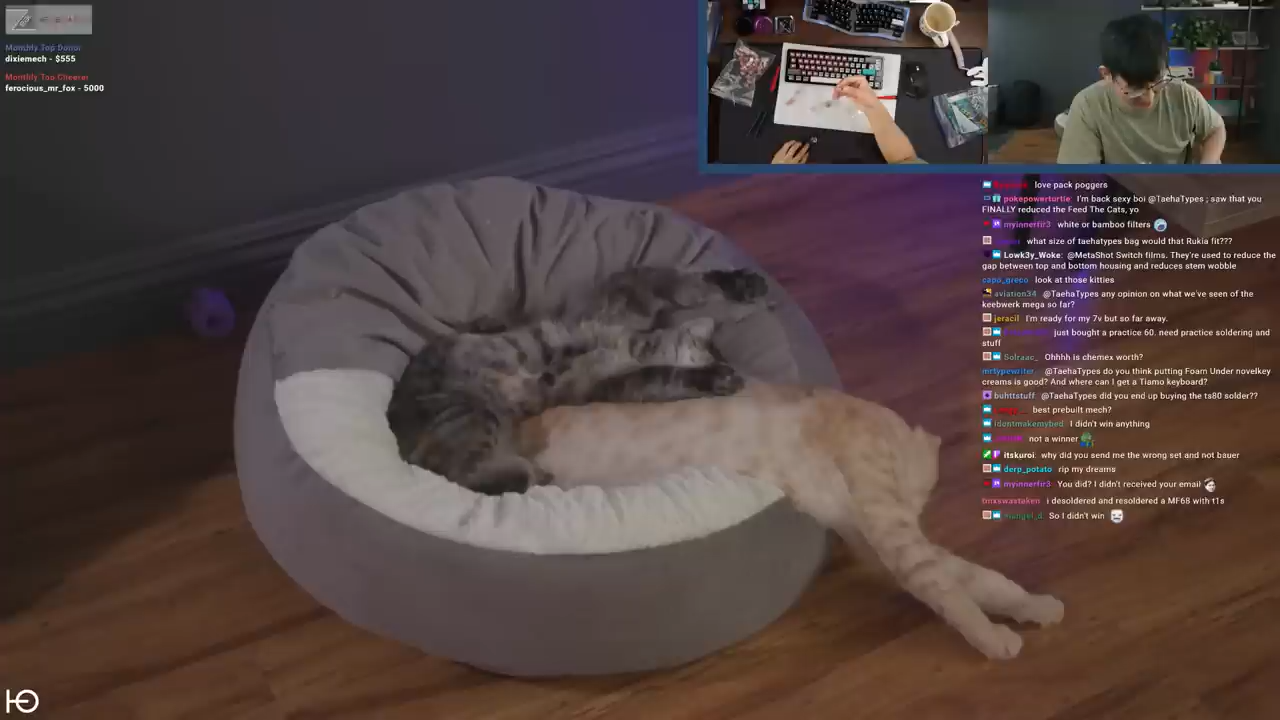 Monthly Top Donor
dixiemech - $555
Monthly Top Cheerer
ferocious_mr_fox - 5000
love pack poggers
pokepowerturtle: I'm back sexy boi @TaehaTypes ; saw that you
FINALLY reduced the Feed The Cats, yo
myinnerfir3: white or bamboo filters
what size of taehatypes bag would that Rukia fit???
Lowk3y_Woke: @MetaShot Switch films. They're used to reduce the
gap between top and bottom housing and reduces stem wobble
capo_greco: look at those kitties
aviation34: @TaehaTypes any opinion on what we've seen of the
keebwerk mega so far?
jeracil: I'm ready for my 7v but so far away.
just bought a practice 60. need practice soldering and
stuff
Solraac_: Ohhhh is chemex worth?
mrtypewriter: @TaehaTypes do you think putting Foam Under novelkey
creams is good? And where can I get a Tiamo keyboard?
buhttstuff: @TaehaTypes did you end up buying the ts80 solder??
best prebuilt mech?
identmakemybed: I didn't win anything
not a winner
itskuroi: why did you send me the wrong set and not bauer
derp_potato: rip my dreams
myinnerfir3: You did? I didn't received your email
i desoldered and resoldered a MF68 with t1s
So I didn't win